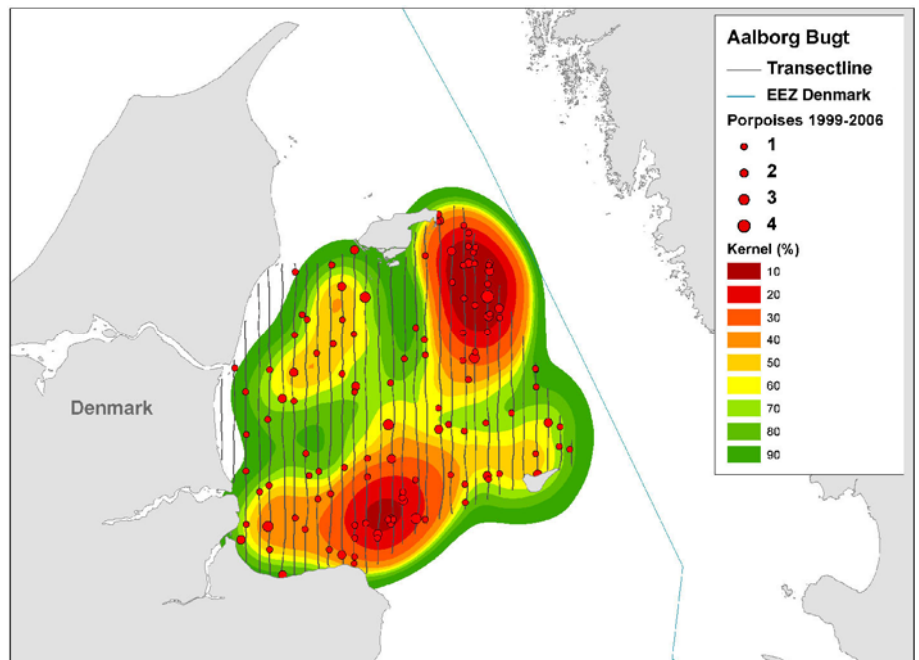 Aalborg Bugt
Transectline
EEZ Denmark
Porpoises 1999-2006
1
2
3
4
Kernel (%)
10
20
30
40
50
60
70
80
90
Denmark